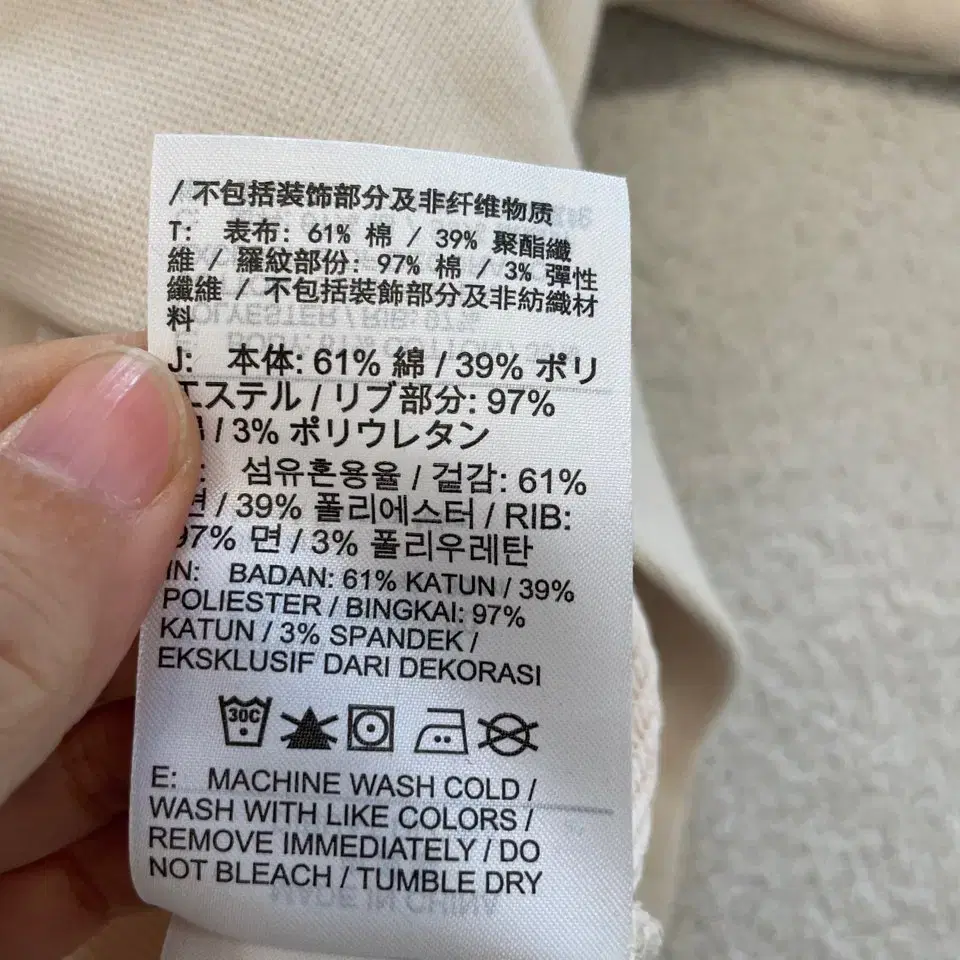 / 不包括装饰部分及非纤维物质
T: 表布: 61% 棉 / 39% 聚酯纖
維 / 羅紋部份: 97% 棉 / 3% 彈性
纖維 / 不包括裝飾部分及非紡織材
料
J: 本体: 61% 綿 / 39% ポリ
エステル / リブ部分: 97%
/ 3% ポリウレタン
섬유혼용율 / 겉감: 61%
면 / 39% 폴리에스터 / RIB:
97% 면 / 3% 폴리우레탄
IN: BADAN: 61% KATUN / 39%
POLIESTER / BINGKAI: 97%
KATUN / 3% SPANDEK /
EKSKLUSIF DARI DEKORASI
30C
E: MACHINE WASH COLD /
WASH WITH LIKE COLORS /
REMOVE IMMEDIATELY / DO
NOT BLEACH / TUMBLE DRY
MADE IN CHINA